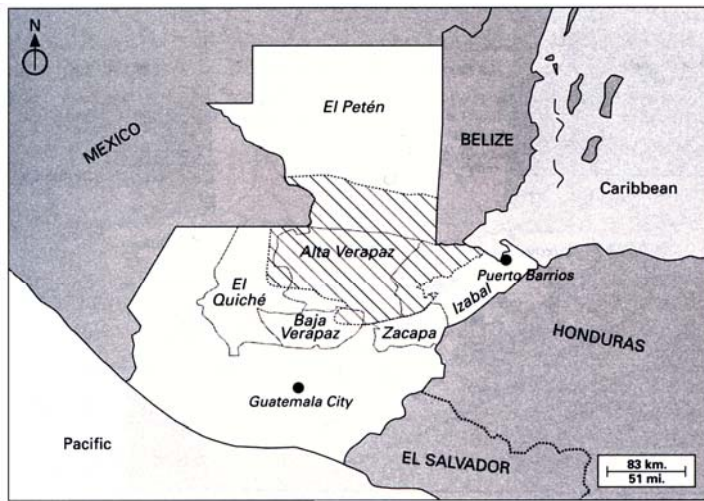 N
El Petén
MEXICO
BELIZE
Caribbean
Alta Verapaz
Puerto Barrios
El
Quiché
Izabal
Baja
Verapaz
Zacapa
HONDURAS
Guatemala City
Pacific
EL SALVADOR
83 km.
51 mi.